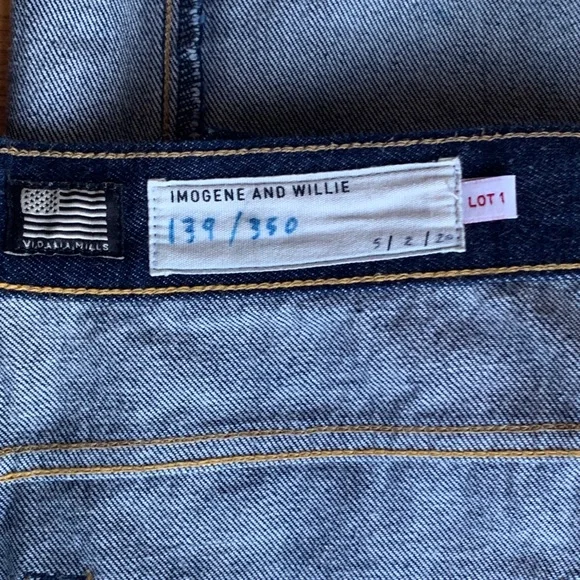 IMOGENE AND WILLIE
139/350
5/2/20
LOT 1
VIDALIA MILLS